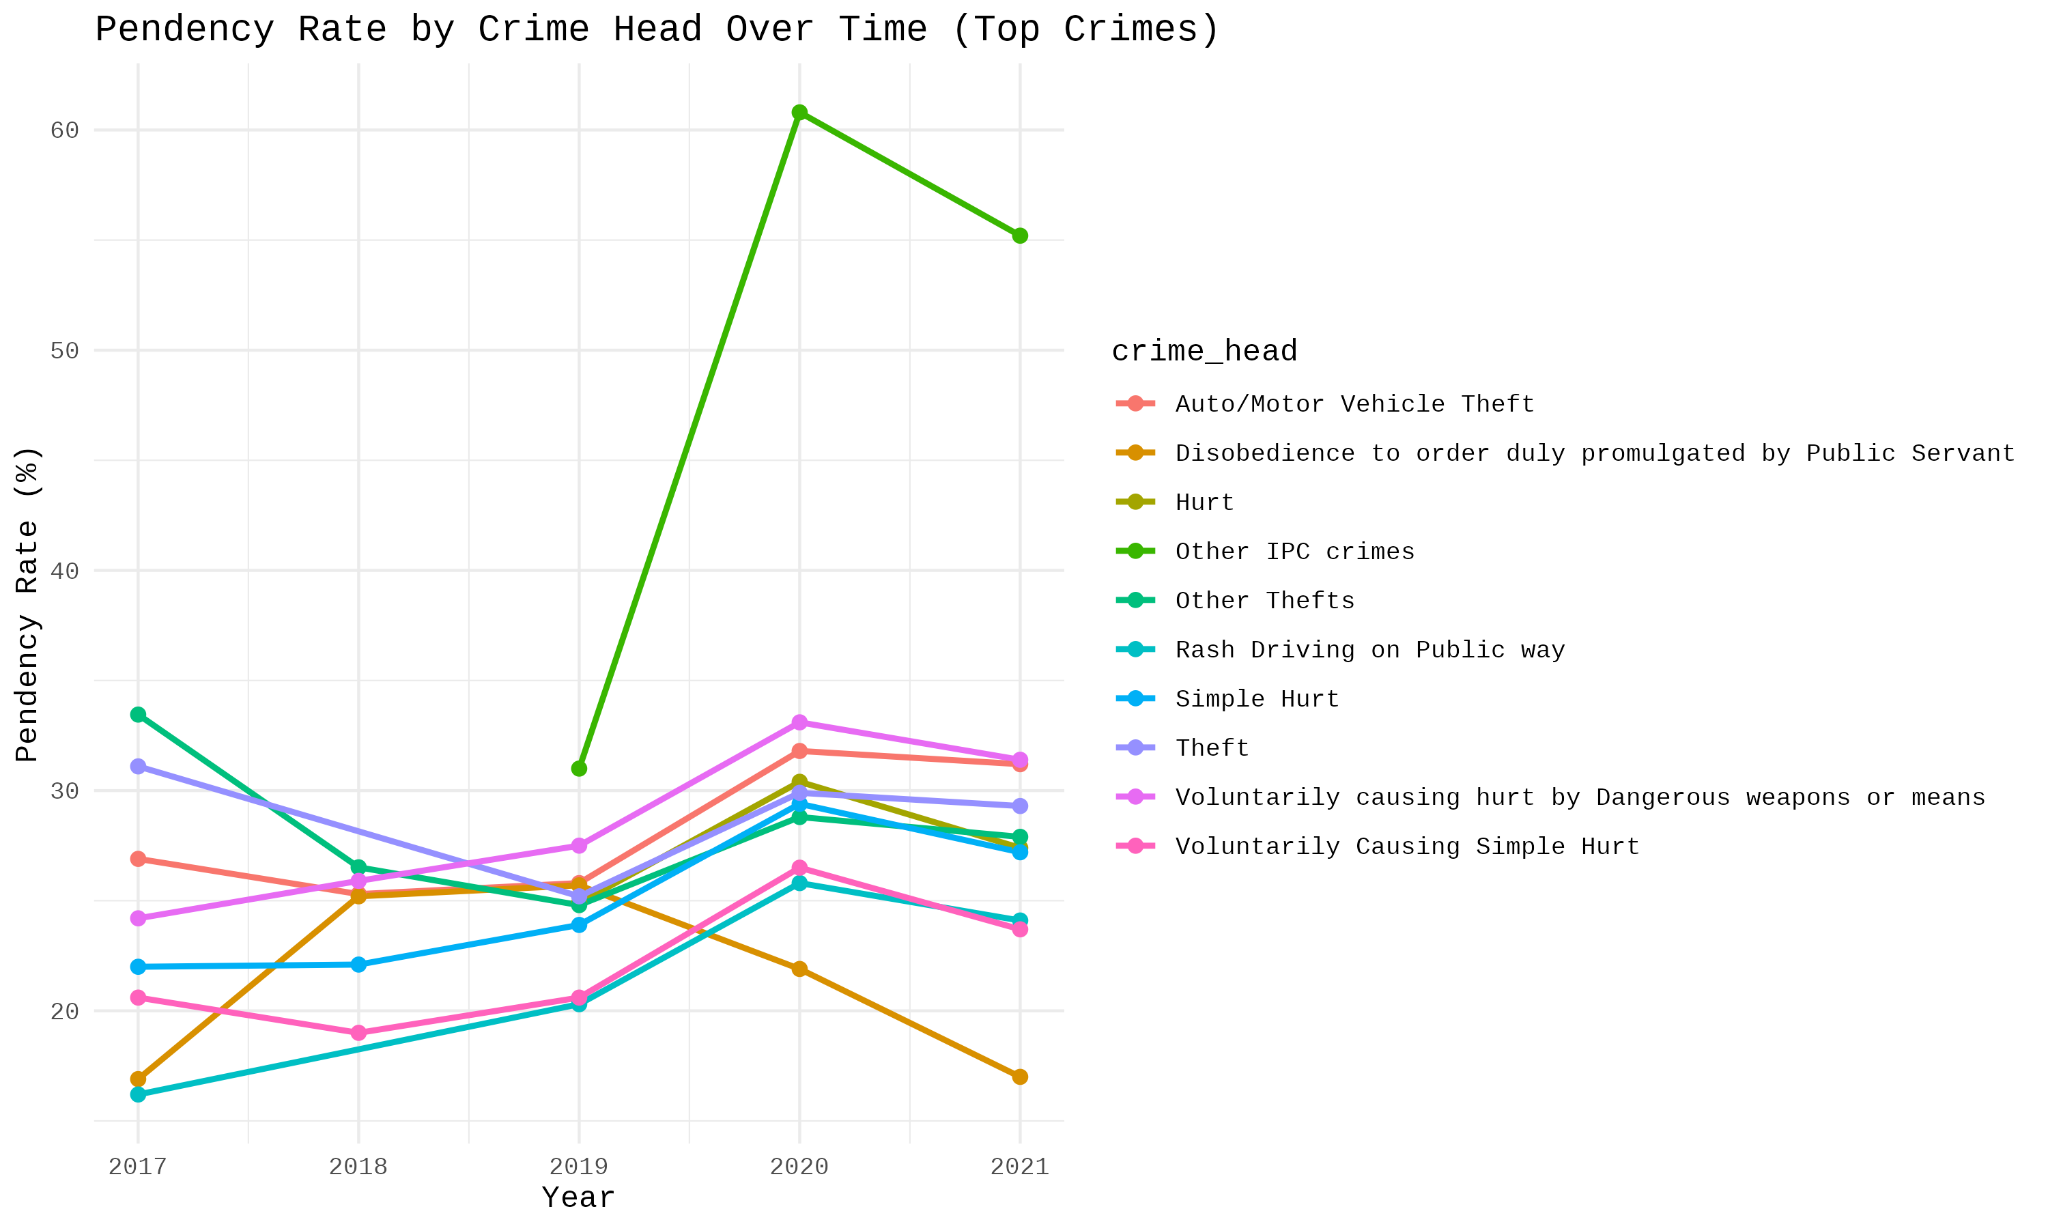 Pendency Rate by Crime Head Over Time (Top Crimes)
Pendency Rate (%)
60
50
40
30
20
2017
2018
2019
2020
2021
Year
crime_head
Auto/Motor Vehicle Theft
Disobedience to order duly promulgated by Public Servant
Hurt
Other IPC crimes
Other Thefts
Rash Driving on Public way
Simple Hurt
Theft
Voluntarily causing hurt by Dangerous weapons or means
Voluntarily Causing Simple Hurt